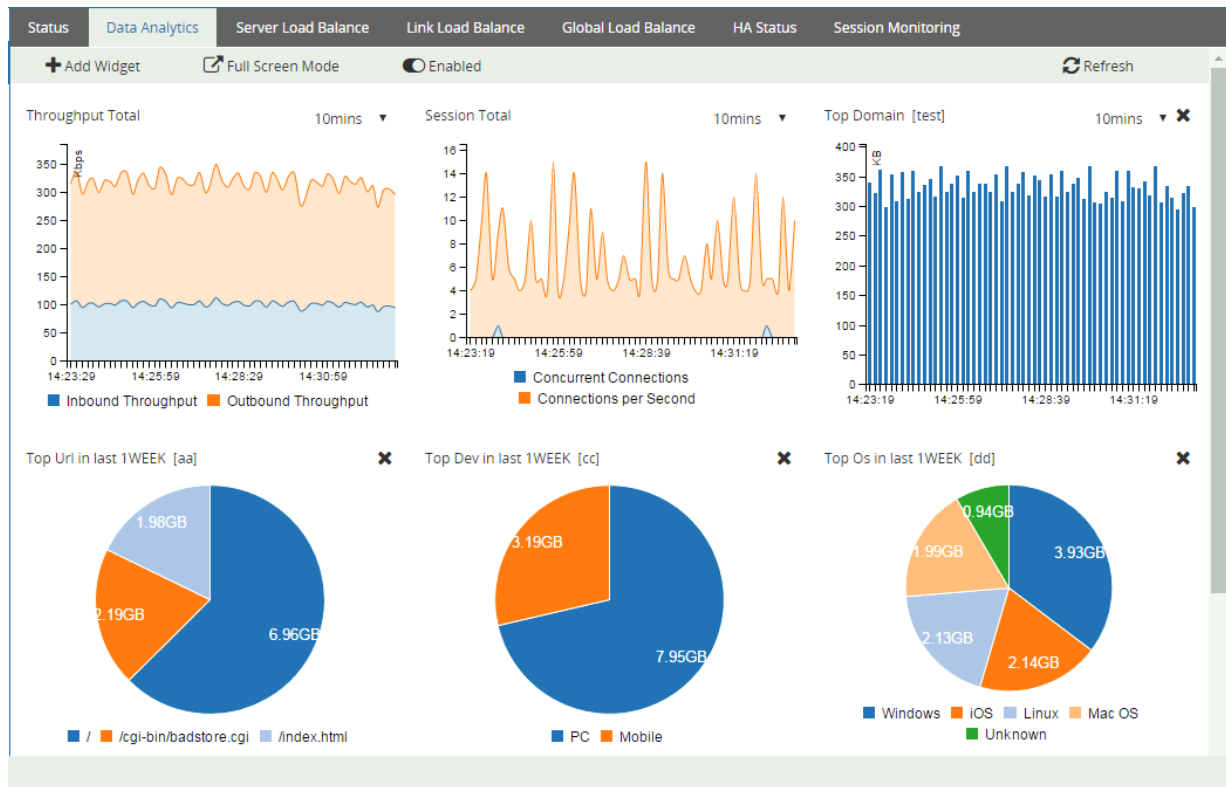 Status Data Analytics Server Load Balance Link Load Balance Global Load Balance HA Status Session Monitoring
Add Widget Full Screen Mode Enabled Refresh
Throughput Total 10mins
Kbps
350
300
250
200
150
100
50
0
14:23:29 14:25:59 14:28:29 14:30:59
Inbound Throughput Outbound Throughput
Session Total 10mins
16
14
12
10
8
6
4
2
0
14:23:19 14:25:59 14:28:39 14:31:19
Concurrent Connections
Connections per Second
Top Domain [test] 10mins
KB
400
350
300
250
200
150
100
50
0
14:23:19 14:25:59 14:28:39 14:31:19
Top Url in last 1WEEK [aa]
1.98GB
2.19GB
6.96GB
/ /cgi-bin/badstore.cgi /index.html
Top Dev in last 1WEEK [cc]
3.19GB
7.95GB
PC Mobile
Top Os in last 1WEEK [dd]
0.94GB
1.99GB
3.93GB
2.13GB
2.14GB
Windows iOS Linux Mac OS
Unknown